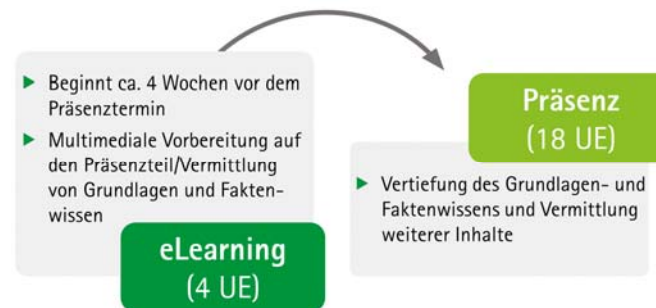 ▶ Beginnt ca. 4 Wochen vor dem
Präsenztermin
▶ Multimediale Vorbereitung auf
den Präsenzteil/Vermittlung
von Grundlagen und Fakten-
wissen
eLearning
(4 UE)
Präsenz
(18 UE)
▶ Vertiefung des Grundlagen- und
Faktenwissens und Vermittlung
weiterer Inhalte